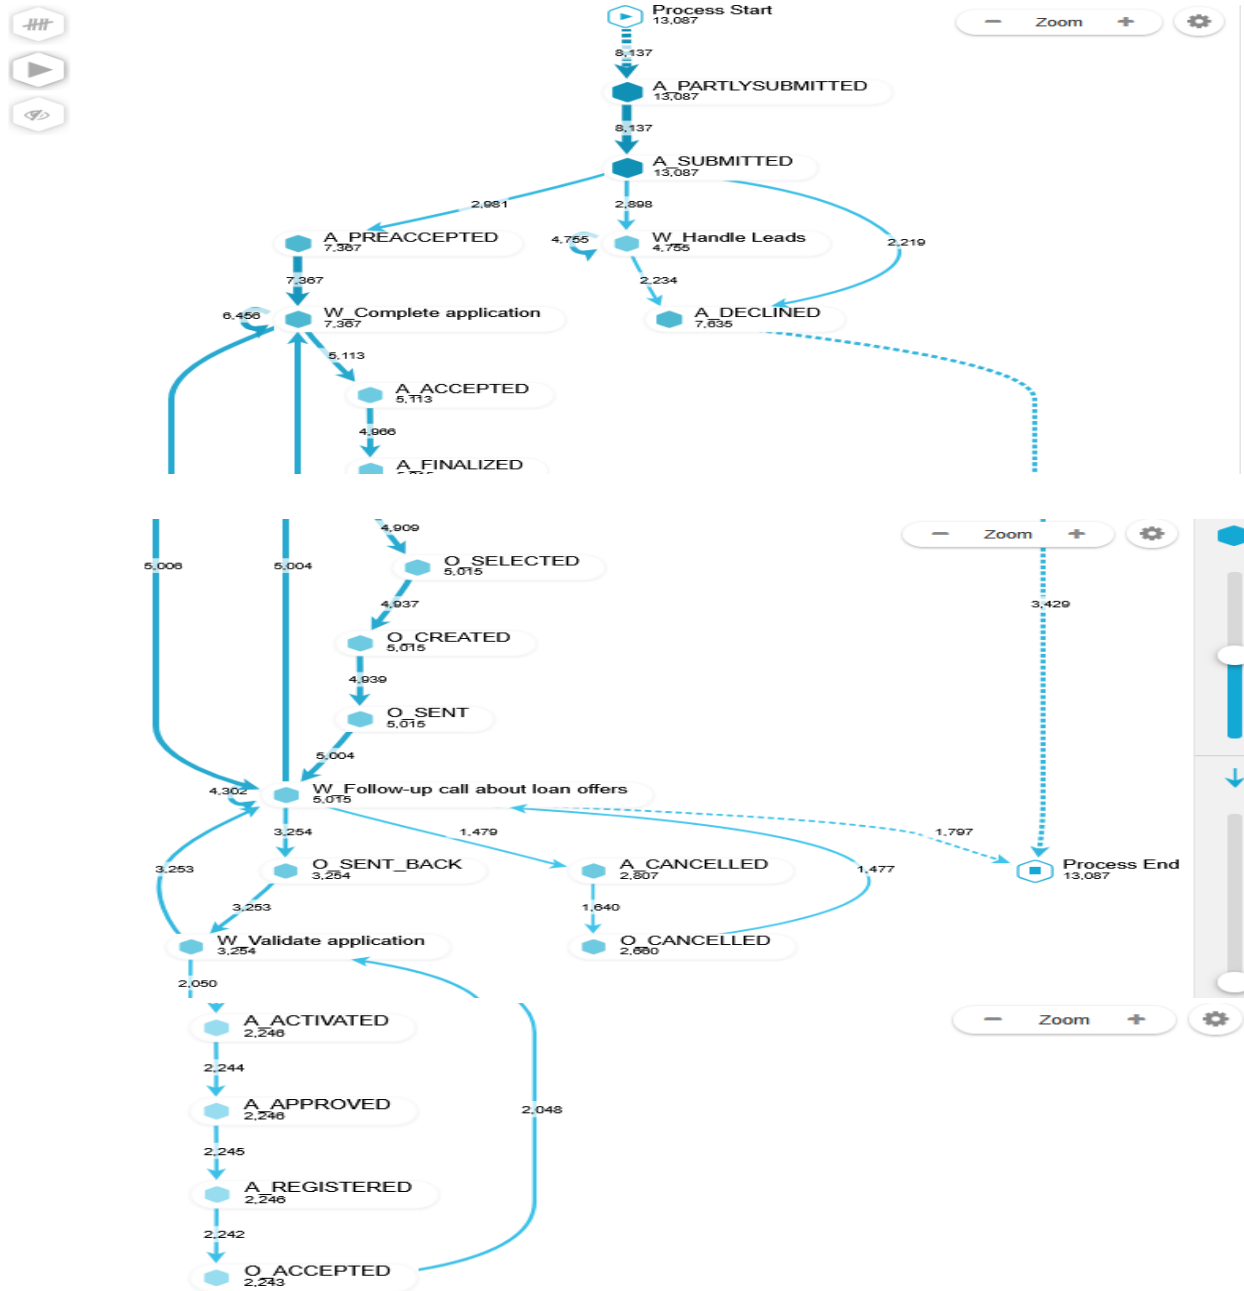 Process Start
13,087
Zoom
8,137
A_PARTLYSUBMITTED
13,087
8,137
A_SUBMITTED
13,087
2,981
2,898
2,219
A_PREACCEPTED
7,367
4,755
W_Handle Leads
4,755
7,367
2,234
6,456
W_Complete application
7,367
A_DECLINED
7,635
5,113
A_ACCEPTED
5,113
4,966
A_FINALIZED
4,909
Zoom
5,006
5,004
O_SELECTED
5,015
4,937
3,429
O_CREATED
5,015
4,939
O_SENT
5,015
5,004
4,302
W_Follow-up call about loan offers
5,015
3,254
1,479
1,797
3,253
O_SENT_BACK
3,254
A_CANCELLED
2,807
1,477
Process End
13,087
3,253
1,640
W_Validate application
3,254
O_CANCELLED
2,050
A_ACTIVATED
2,246
Zoom
2,244
A_APPROVED
2,246
2,048
2,245
A_REGISTERED
2,246
2,242
O_ACCEPTED
2,243